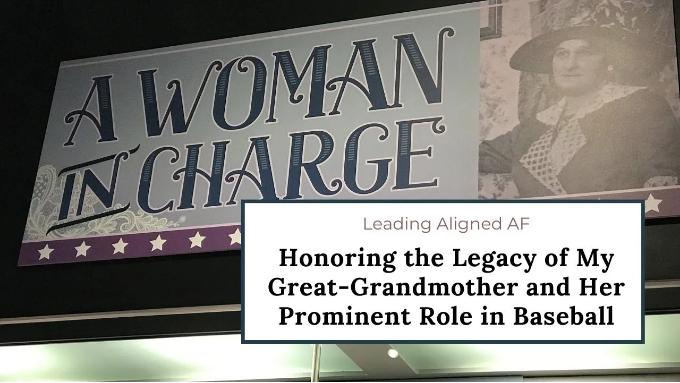 A WOMAN
IN CHARGE
Leading Aligned AF
Honoring the Legacy of My
Great-Grandmother and Her
Prominent Role in Baseball